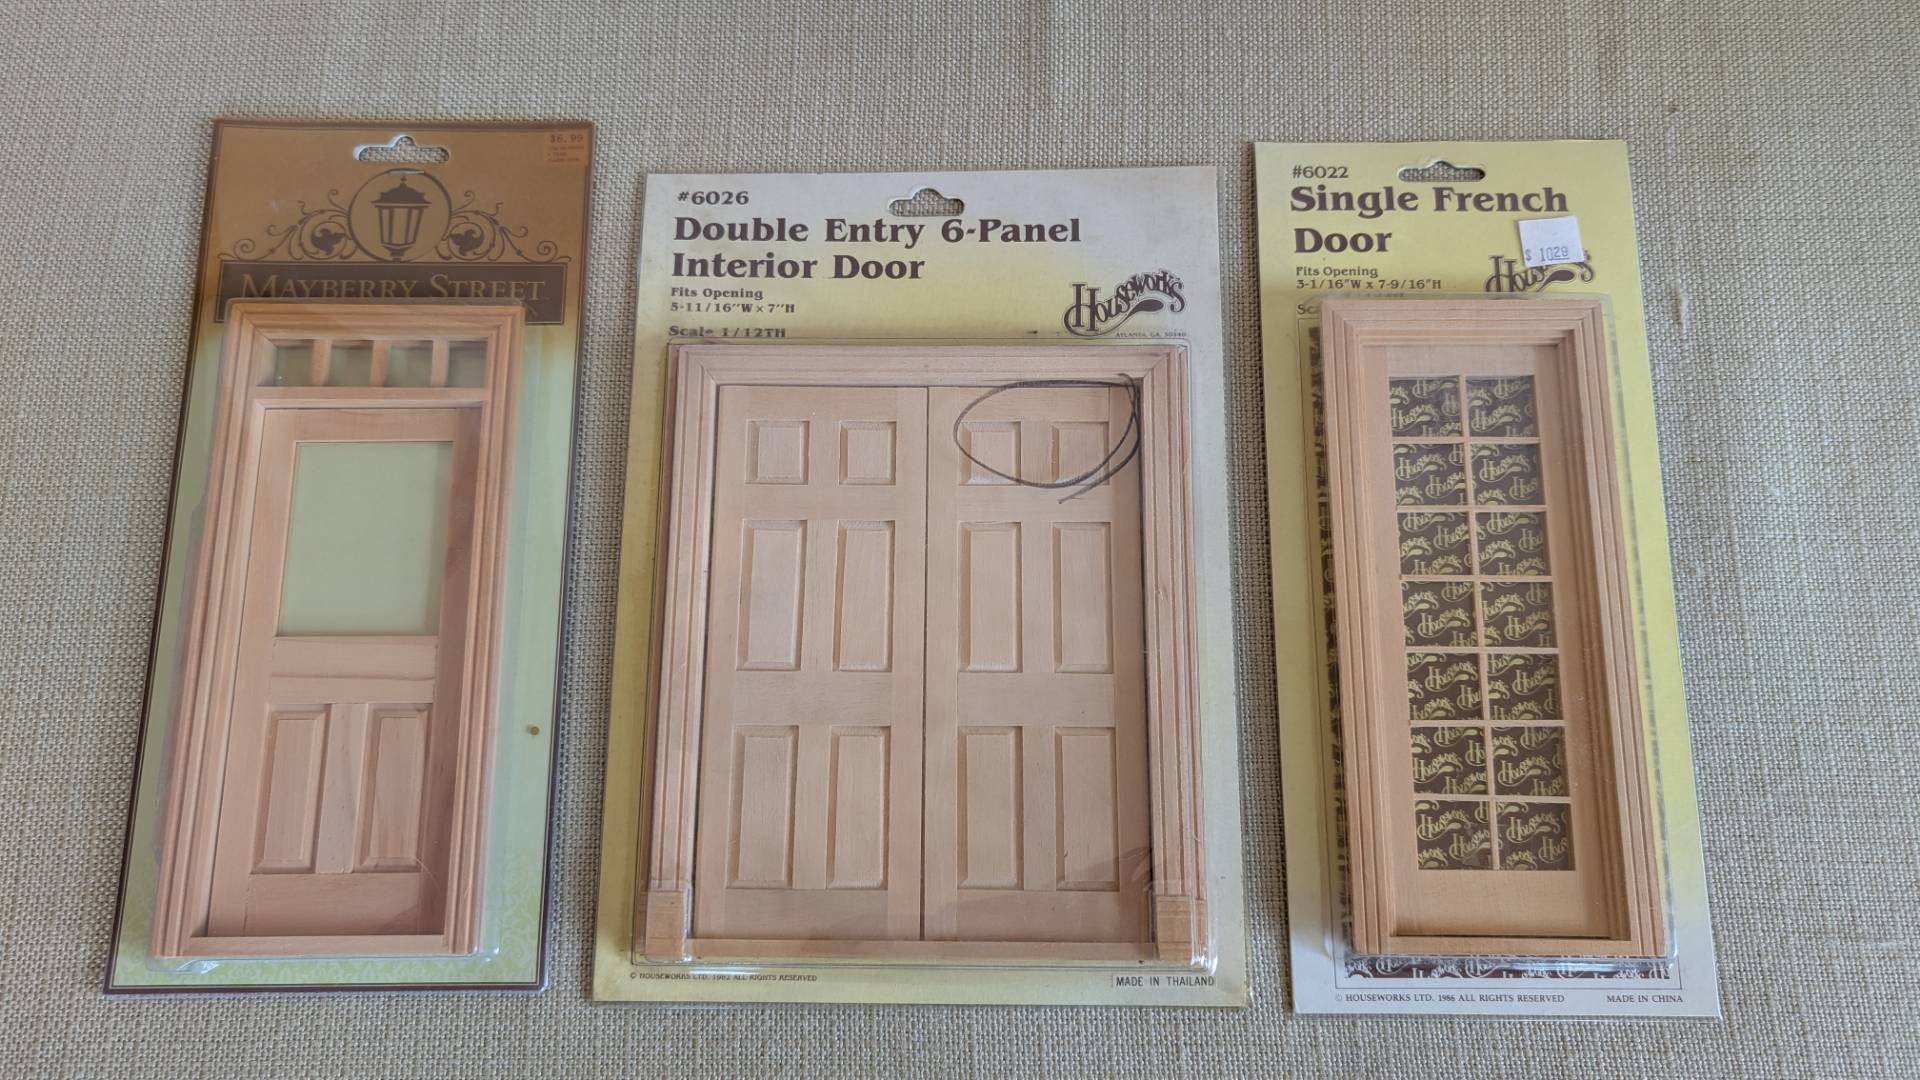 $6.99
MAYBERRY STREET
#6026
Double Entry 6-Panel
Interior Door
Fits Opening
5-11/16"W x 7"H
Scale 1/12TH
Houseworks
ATLANTA, GA. 30340
© HOUSEWORKS LTD. 1982 ALL RIGHTS RESERVED
MADE IN THAILAND
#6022
Single French
Door
$ 1029
Fits Opening
3-1/16"W x 7-9/16"H
Houseworks
© HOUSEWORKS LTD. 1986 ALL RIGHTS RESERVED
MADE IN CHINA